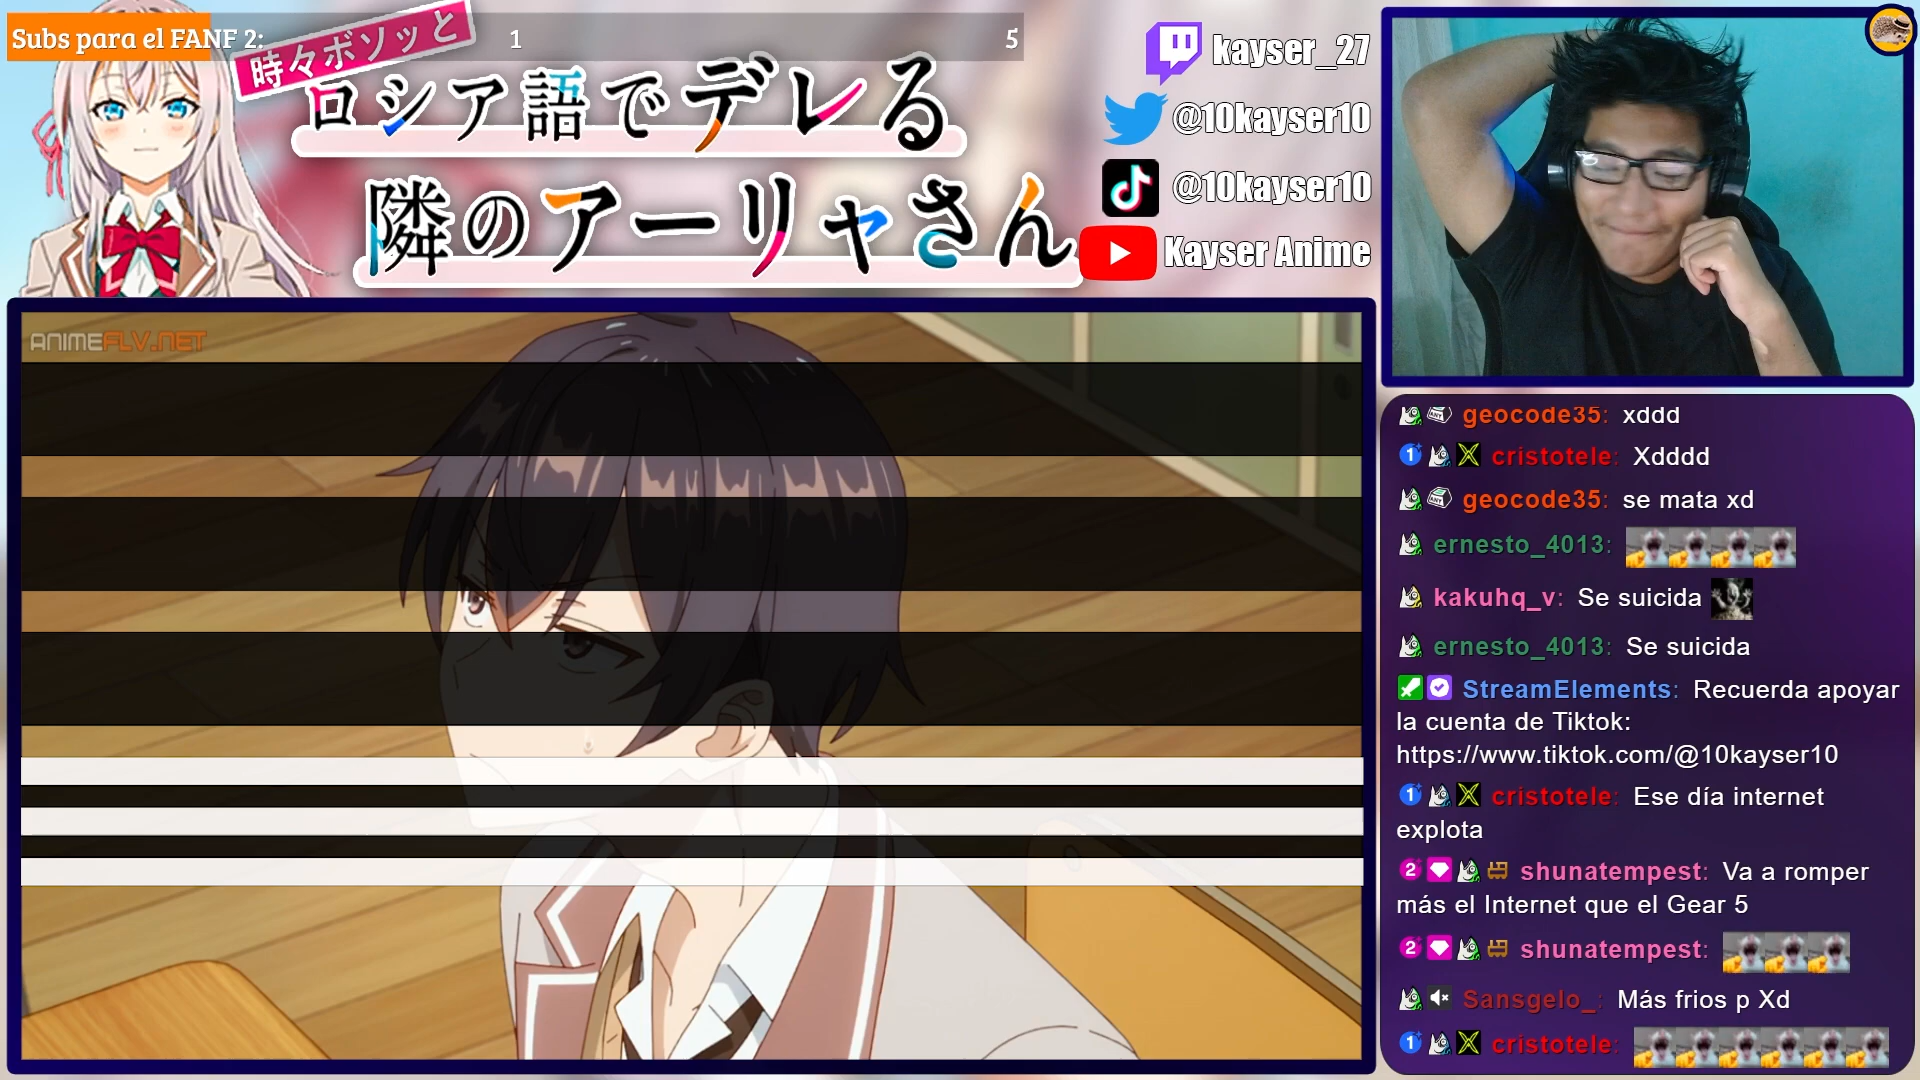 Subs para el FANF 2:
1
5
時々ボソッと
ロシア語でデレる
隣のアーリャさん
kayser_27
@10kayser10
@10kayser10
Kayser Anime
ANIMEFLV.NET
geocode35: xddd
cristotele: Xdddd
geocode35: se mata xd
ernesto_4013:
kakuhq_v: Se suicida
ernesto_4013: Se suicida
StreamElements: Recuerda apoyar
la cuenta de Tiktok:
https://www.tiktok.com/@10kayser10
cristotele: Ese día internet
explota
shunatempest: Va a romper
más el Internet que el Gear 5
shunatempest:
Sansgelo_: Más frios p Xd
cristotele: